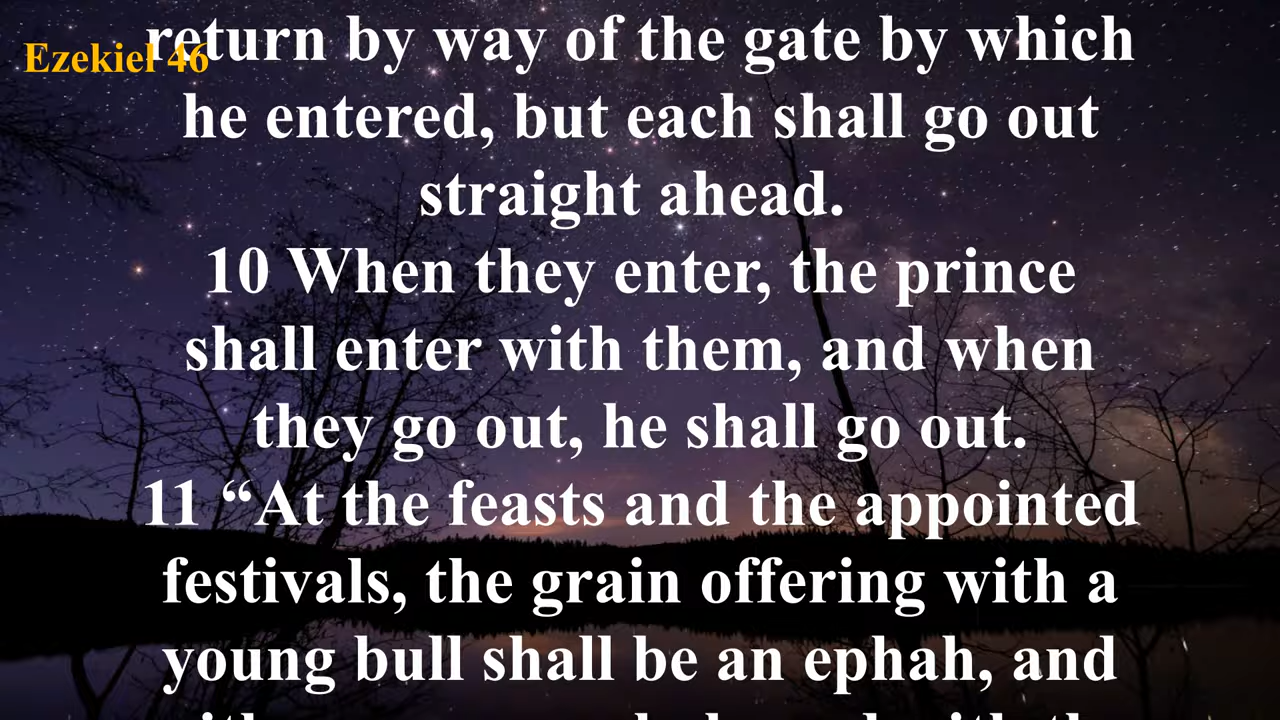 Ezekiel 46
return by way of the gate by which
he entered, but each shall go out
straight ahead.
10 When they enter, the prince
shall enter with them, and when
they go out, he shall go out.
11 “At the feasts and the appointed
festivals, the grain offering with a
young bull shall be an ephah, and